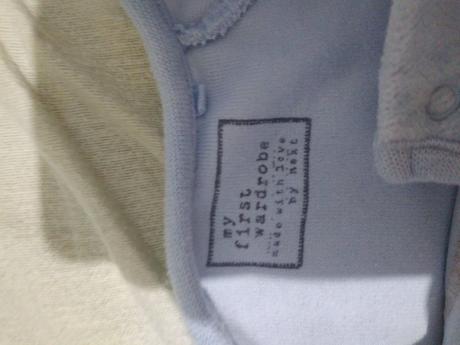 my
first
wardrobe
made with love
by next